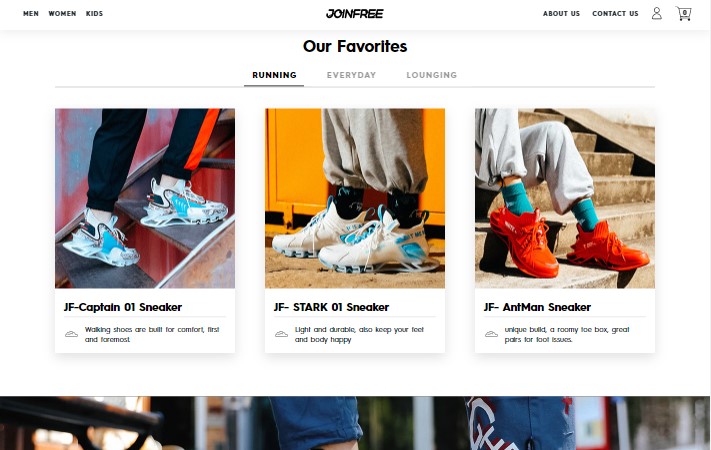 MEN WOMEN KIDS JOINFREE ABOUT US CONTACT US 0
Our Favorites
RUNNING EVERYDAY LOUNGING
JF-Captain 01 Sneaker
Walking shoes are built for comfort, first
and foremost.
JF- STARK 01 Sneaker
Light and durable, also keep your feet
and body happy
JF- AntMan Sneaker
unique build, a roomy toe box, great
pairs for foot issues.